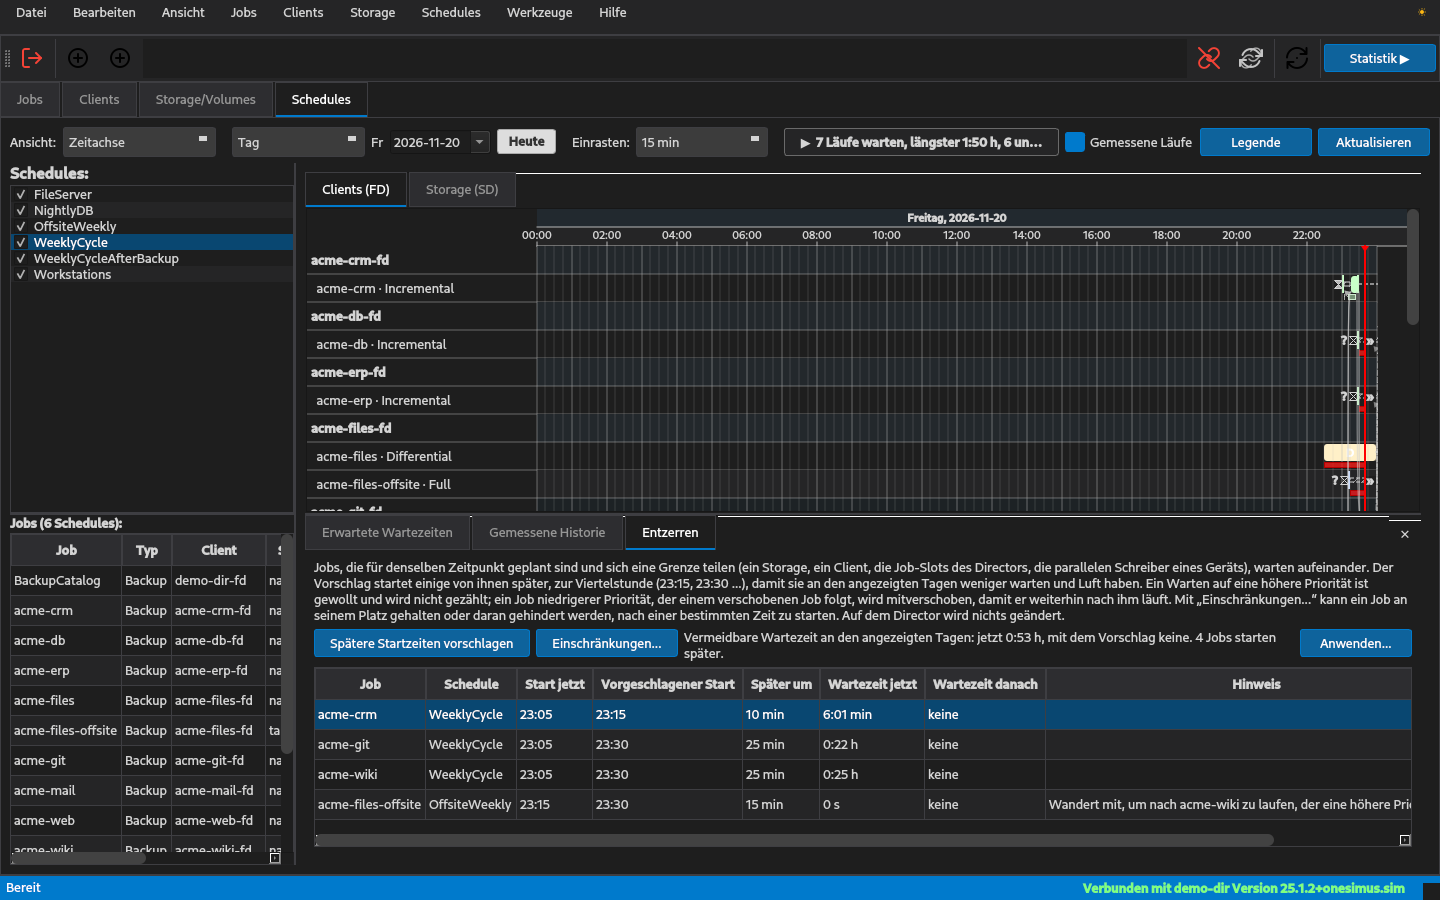 Datei Bearbeiten Ansicht Jobs Clients Storage Schedules Werkzeuge Hilfe
Statistik ▶
Jobs Clients Storage/Volumes Schedules
Ansicht: Zeitachse Tag Fr 2026-11-20 Heute Einrasten: 15 min ▶ 7 Läufe warten, längster 1:50 h, 6 un... Gemessene Läufe Legende Aktualisieren
Schedules:
✓ FileServer
✓ NightlyDB
✓ OffsiteWeekly
✓ WeeklyCycle
✓ WeeklyCycleAfterBackup
✓ Workstations
Clients (FD) Storage (SD)
Freitag, 2026-11-20
00:00 02:00 04:00 06:00 08:00 10:00 12:00 14:00 16:00 18:00 20:00 22:00
acme-crm-fd
acme-crm · Incremental
acme-db-fd
acme-db · Incremental
acme-erp-fd
acme-erp · Incremental
acme-files-fd
acme-files · Differential
acme-files-offsite · Full
acme-git-fd
Jobs (6 Schedules):
Job Typ Client S
BackupCatalog Backup demo-dir-fd na
acme-crm Backup acme-crm-fd na
acme-db Backup acme-db-fd na
acme-erp Backup acme-erp-fd na
acme-files Backup acme-files-fd na
acme-files-offsite Backup acme-files-fd ta
acme-git Backup acme-git-fd na
acme-mail Backup acme-mail-fd na
acme-web Backup acme-web-fd na
acme-wiki Backup acme-wiki-fd na
Erwartete Wartezeiten Gemessene Historie Entzerren
Jobs, die für denselben Zeitpunkt geplant sind und sich eine Grenze teilen (ein Storage, ein Client, die Job-Slots des Directors, die parallelen Schreiber eines Geräts), warten aufeinander. Der
Vorschlag startet einige von ihnen später, zur Viertelstunde (23:15, 23:30 ...), damit sie an den angezeigten Tagen weniger warten und Luft haben. Ein Warten auf eine höhere Priorität ist
gewollt und wird nicht gezählt; ein Job niedrigerer Priorität, der einem verschobenen Job folgt, wird mitverschoben, damit er weiterhin nach ihm läuft. Mit „Einschränkungen...“ kann ein Job an
seinem Platz gehalten oder daran gehindert werden, nach einer bestimmten Zeit zu starten. Auf dem Director wird nichts geändert.
Spätere Startzeiten vorschlagen Einschränkungen... Vermeidbare Wartezeit an den angezeigten Tagen: jetzt 0:53 h, mit dem Vorschlag keine. 4 Jobs starten
später.
Anwenden...
Job Schedule Start jetzt Vorgeschlagener Start Später um Wartezeit jetzt Wartezeit danach Hinweis
acme-crm WeeklyCycle 23:05 23:15 10 min 6:01 min keine
acme-git WeeklyCycle 23:05 23:30 25 min 0:22 h keine
acme-wiki WeeklyCycle 23:05 23:30 25 min 0:25 h keine
acme-files-offsite OffsiteWeekly 23:15 23:30 15 min 0 s keine Wandert mit, um nach acme-wiki zu laufen, der eine höhere Prio
Bereit Verbunden mit demo-dir Version 25.1.2+onesimus.sim